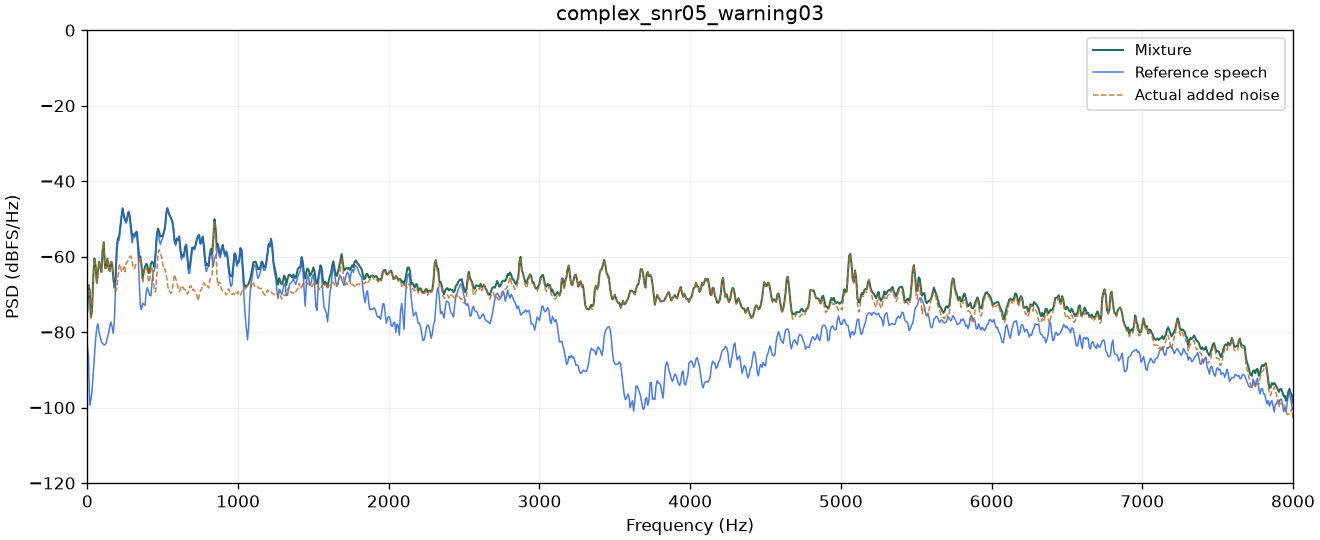 complex_snr05_warning03
Mixture
Reference speech
Actual added noise
PSD (dBFS/Hz)
0
−20
−40
−60
−80
−100
−120
0 1000 2000 3000 4000 5000 6000 7000 8000
Frequency (Hz)